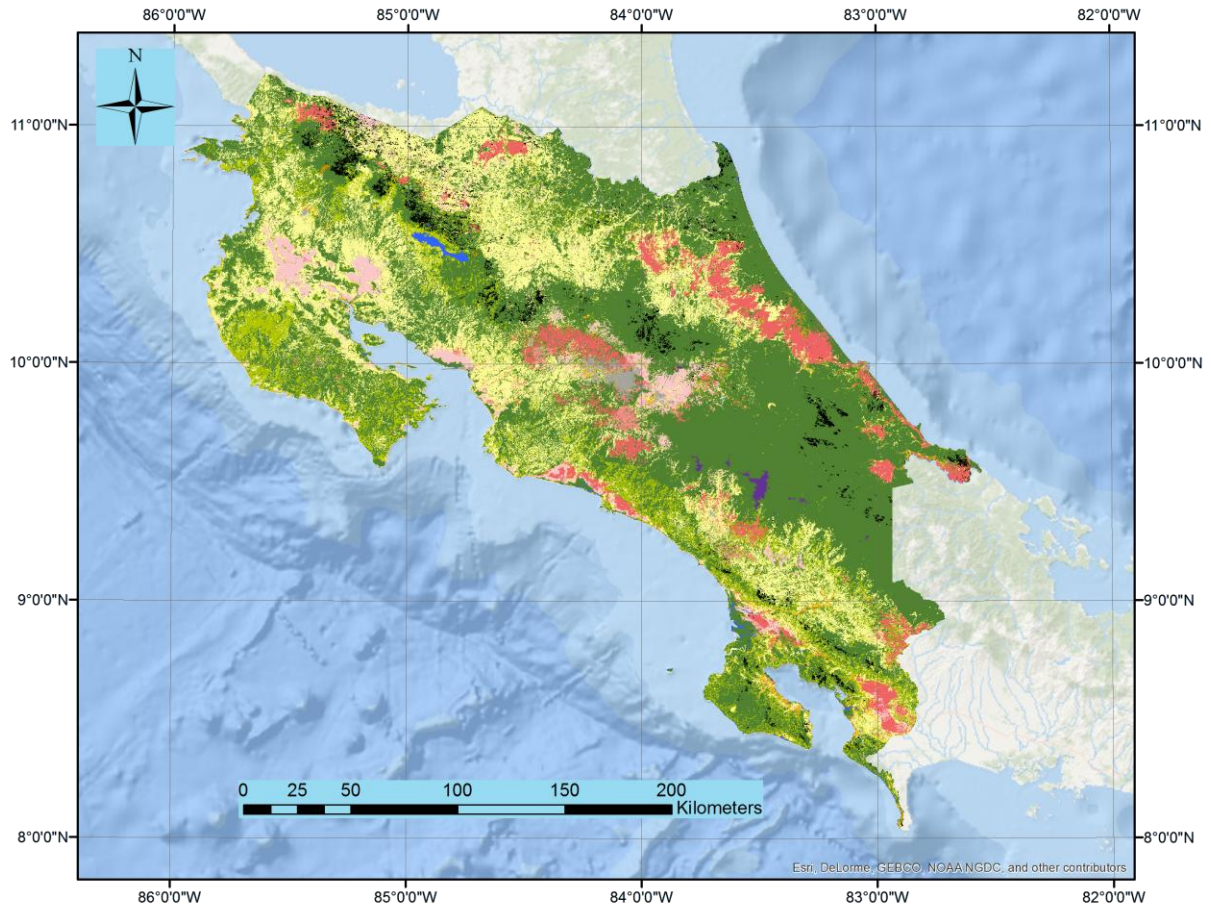 86°0'0"W 85°0'0"W 84°0'0"W 83°0'0"W 82°0'0"W
N
11°0'0"N 11°0'0"N
10°0'0"N 10°0'0"N
9°0'0"N 9°0'0"N
0 25 50 100 150 200
Kilometers
8°0'0"N 8°0'0"N
Esri, DeLorme, GEBCO, NOAA NGDC, and other contributors
86°0'0"W 85°0'0"W 84°0'0"W 83°0'0"W 82°0'0"W